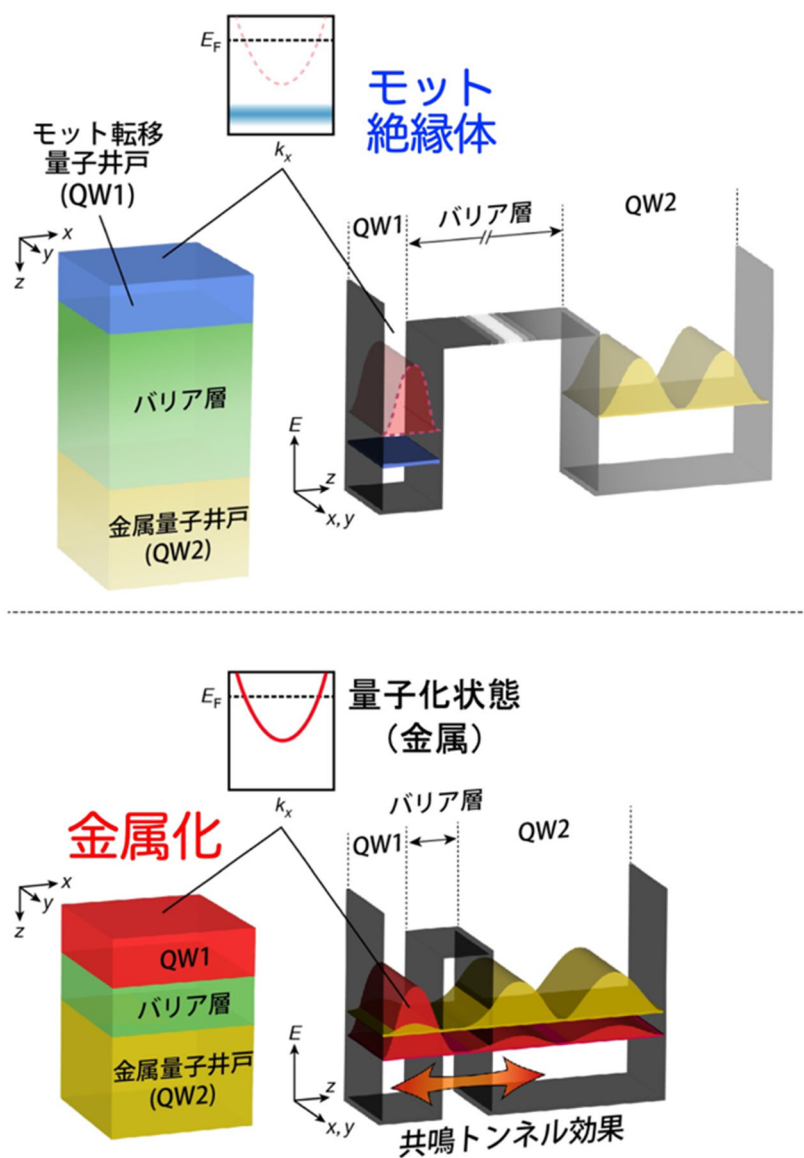 E_F
k_x
モット
絶縁体
モット転移
量子井戸
(QW1)
x
y
z
バリア層
金属量子井戸
(QW2)
QW1
バリア層
QW2
E
z
x, y
E_F
k_x
量子化状態
（金属）
金属化
x
y
z
QW1
バリア層
金属量子井戸
(QW2)
QW1
バリア層
QW2
E
z
x, y
共鳴トンネル効果